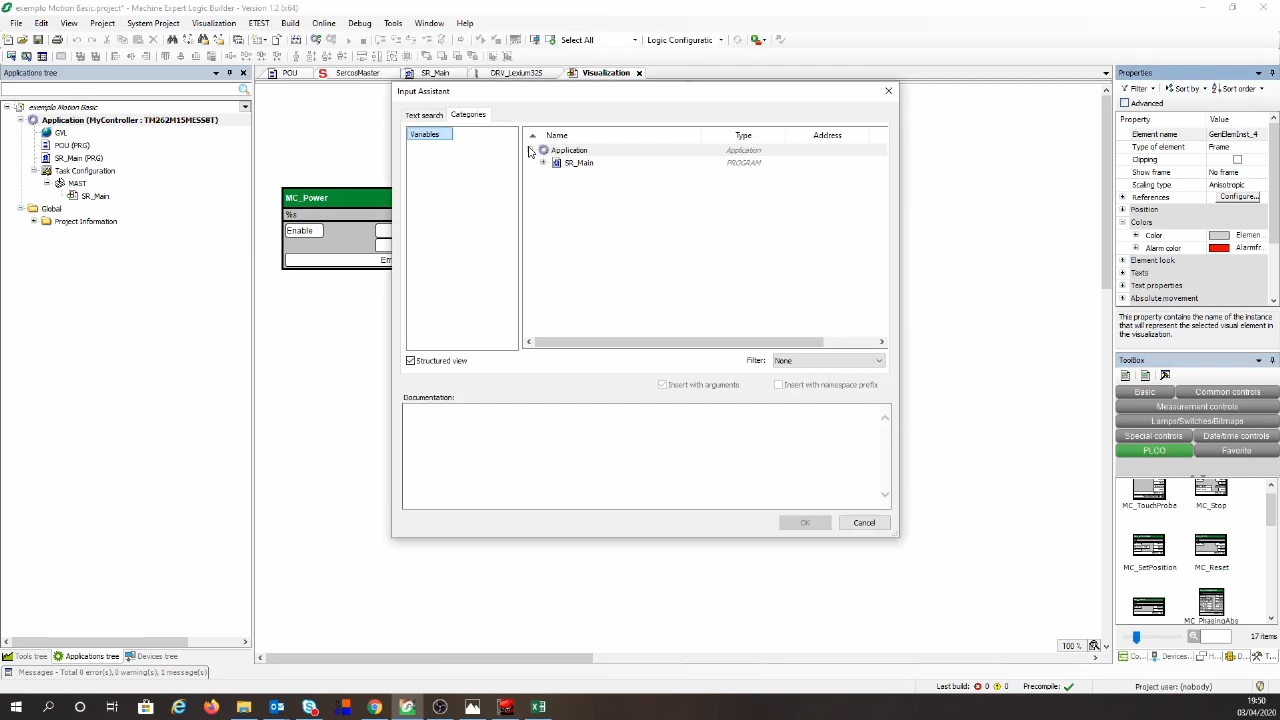 exemplo Motion Basic.project* - Machine Expert Logic Builder - Version 1.2 (x64)
File Edit View Project System Project Visualization ETEST Build Online Debug Tools Window Help
Select All Logic Configuratic
Applications tree
POU SercosMaster SR_Main DRV_Lexium32S Visualization
Properties
Filter Sort by Sort order
Advanced
Property Value
Element name GenElemInst_4
Type of element Frame
Clipping
Show frame No frame
Scaling type Anisotropic
References Configure...
Position
Colors
Color Elemen...
Alarm color Alarmfr...
Element look
Texts
Text properties
Absolute movement
This property contains the name of the instance
that will represent the selected visual element in
the visualization.
exemplo Motion Basic
Application (MyController : TM262M15MESS8T)
GVL
POU (PRG)
SR_Main (PRG)
Task Configuration
MAST
SR_Main
Global
Project Information
MC_Power
%s
Enable
Input Assistant
Text search Categories
Variables
Name Type Address
Application Application
SR_Main PROGRAM
Structured view
Filter: None
Insert with arguments Insert with namespace prefix
Documentation:
OK Cancel
ToolBox
Basic Common controls
Measurement controls
Lamps/Switches/Bitmaps
Special controls Date/time controls
PLCO Favorite
MC_TouchProbe MC_Stop
MC_SetPosition MC_Reset
MC_PhasingAbs
17 items
100 %
Tools tree Applications tree Devices tree
Co... Devices... H... D... T...
Messages - Total 0 error(s), 0 warning(s), 1 message(s)
Last build: 0 0 Precompile: Project user: (nobody)
19:50
03/04/2020